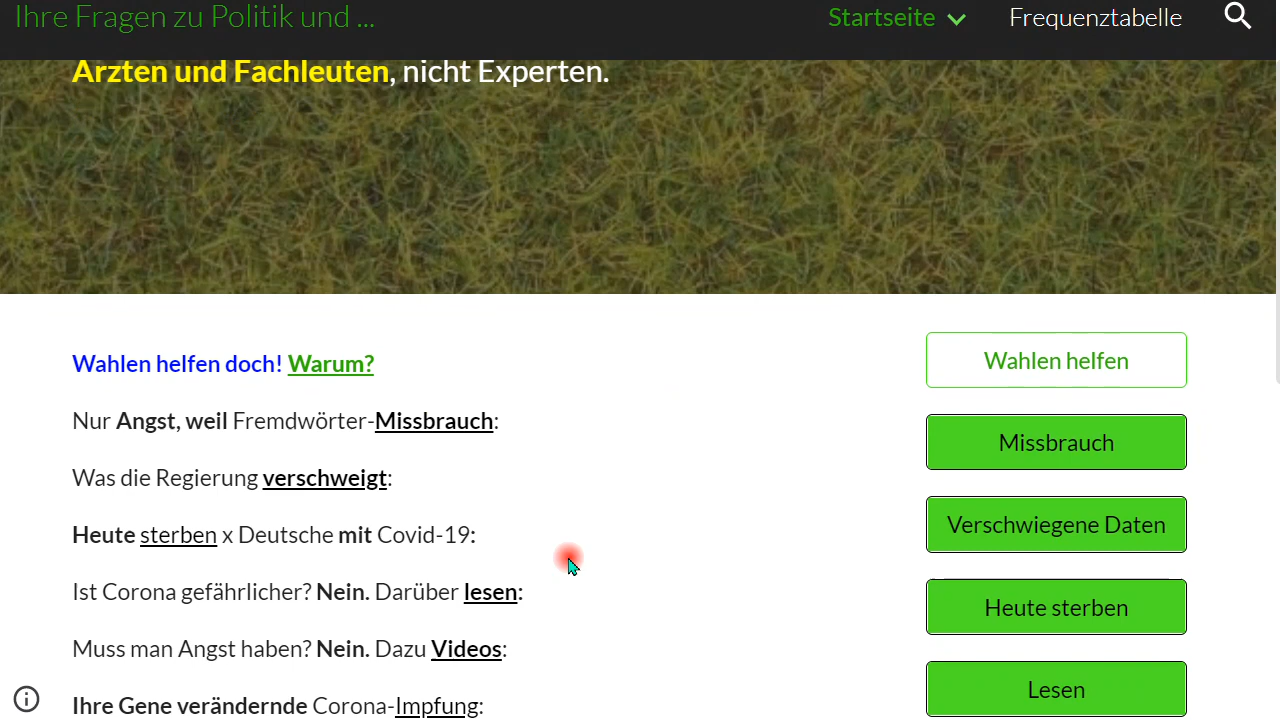 Ihre Fragen zu Politik und ...
Startseite
Frequenztabelle
Ärzten und Fachleuten, nicht Experten.
Wahlen helfen doch! Warum?
Nur Angst, weil Fremdwörter-Missbrauch:
Was die Regierung verschweigt:
Heute sterben x Deutsche mit Covid-19:
Ist Corona gefährlicher? Nein. Darüber lesen:
Muss man Angst haben? Nein. Dazu Videos:
Ihre Gene verändernde Corona-Impfung:
Wahlen helfen
Missbrauch
Verschwiegene Daten
Heute sterben
Lesen